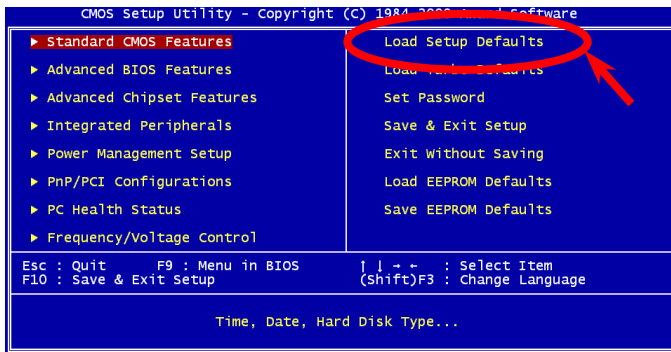 CMOS Setup Utility - Copyright (C) 1984 Software
▶ Standard CMOS Features
▶ Advanced BIOS Features
▶ Advanced Chipset Features
▶ Integrated Peripherals
▶ Power Management Setup
▶ PnP/PCI Configurations
▶ PC Health Status
▶ Frequency/Voltage Control
Load Setup Defaults
Load Turbo Defaults
Set Password
Save & Exit Setup
Exit Without Saving
Load EEPROM Defaults
Save EEPROM Defaults
Esc : Quit F9 : Menu in BIOS ↑ ↓ → ← : Select Item
F10 : Save & Exit Setup (Shift)F3 : Change Language
Time, Date, Hard Disk Type...